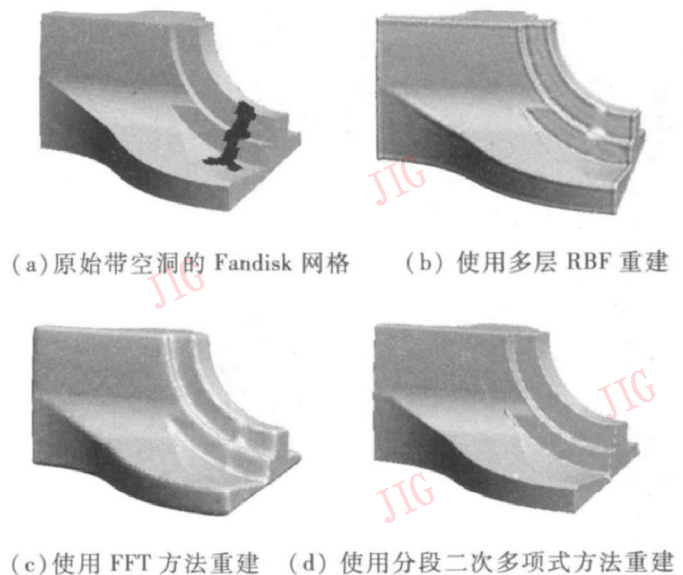 JIG
(a)原始带空洞的 Fandisk 网格
(b) 使用多层 RBF 重建
JIG
JIG
JIG
(c)使用 FFT 方法重建
(d) 使用分段二次多项式方法重建